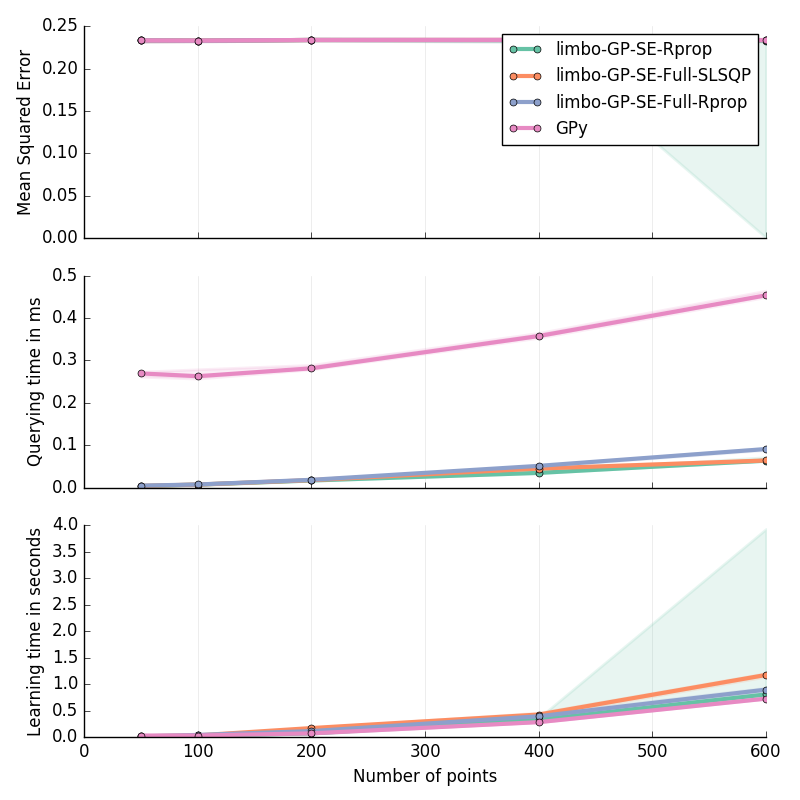 0.25
0.20
0.15
0.10
0.05
0.00
Mean Squared Error
limbo-GP-SE-Rprop
limbo-GP-SE-Full-SLSQP
limbo-GP-SE-Full-Rprop
GPy
0.5
0.4
0.3
0.2
0.1
0.0
Querying time in ms
4.0
3.5
3.0
2.5
2.0
1.5
1.0
0.5
0.0
Learning time in seconds
0 100 200 300 400 500 600
Number of points